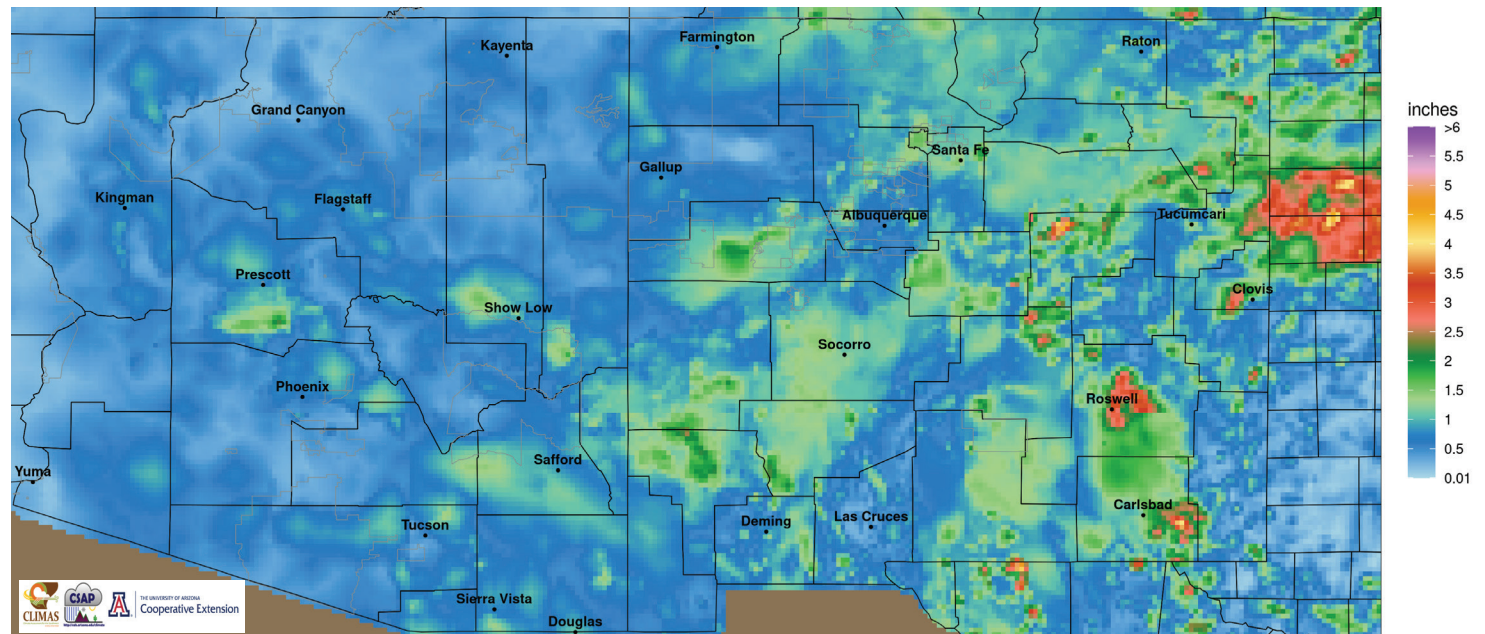 Kayenta
Farmington
Raton
Grand Canyon
inches
>6
5.5
5
4.5
4
3.5
3
2.5
2
1.5
1
0.5
0.01
Santa Fe
Gallup
Kingman
Flagstaff
Albuquerque
Tucumcari
Prescott
Show Low
Clovis
Socorro
Phoenix
Roswell
Yuma
Safford
Carlsbad
Tucson
Deming
Las Cruces
Sierra Vista
Douglas
CLIMAS
CSAP
THE UNIVERSITY OF ARIZONA
Cooperative Extension